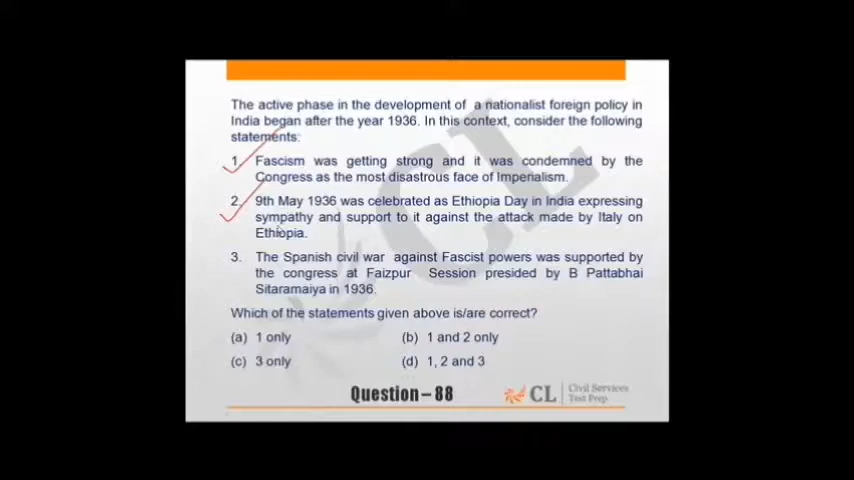 The active phase in the development of a nationalist foreign policy in
India began after the year 1936. In this context, consider the following
statements:
1. Fascism was getting strong and it was condemned by the
Congress as the most disastrous face of Imperialism.
2. 9th May 1936 was celebrated as Ethiopia Day in India expressing
sympathy and support to it against the attack made by Italy on
Ethiopia.
3. The Spanish civil war against Fascist powers was supported by
the congress at Faizpur Session presided by B Pattabhai
Sitaramaiya in 1936.
Which of the statements given above is/are correct?
(a) 1 only (b) 1 and 2 only
(c) 3 only (d) 1, 2 and 3
Question – 88
CL Civil Services
Test Prep
CL